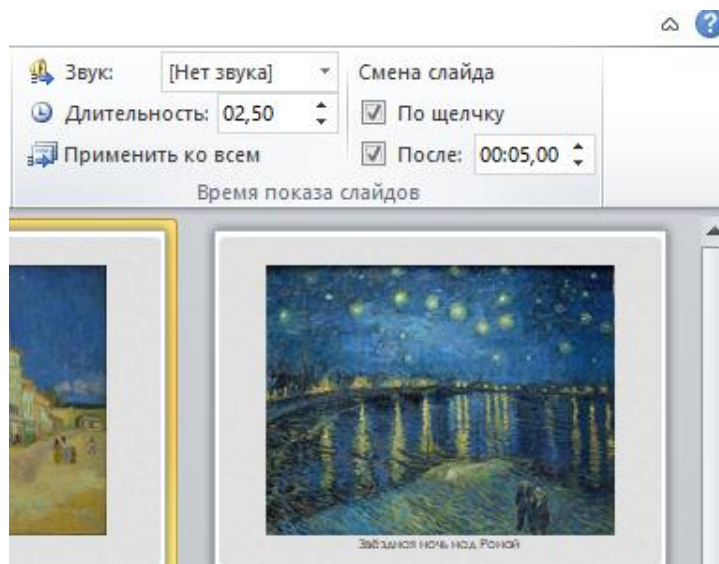 ?
Звук: [Нет звука]
Смена слайда
Длительность: 02,50
По щелчку
Применить ко всем
После: 00:05,00
Время показа слайдов
Звёздная ночь над Роной